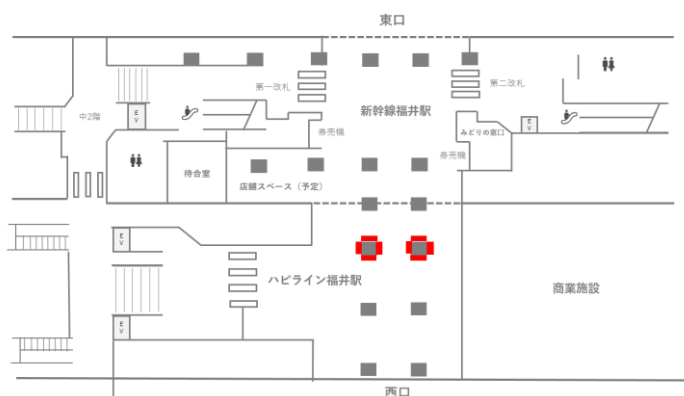 東口
第一改札
第二改札
中2階
EV
新幹線福井駅
EV
券売機
みどりの窓口
券売機
待合室
店舗スペース（予定）
EV
ハピライン福井駅
商業施設
EV
西口